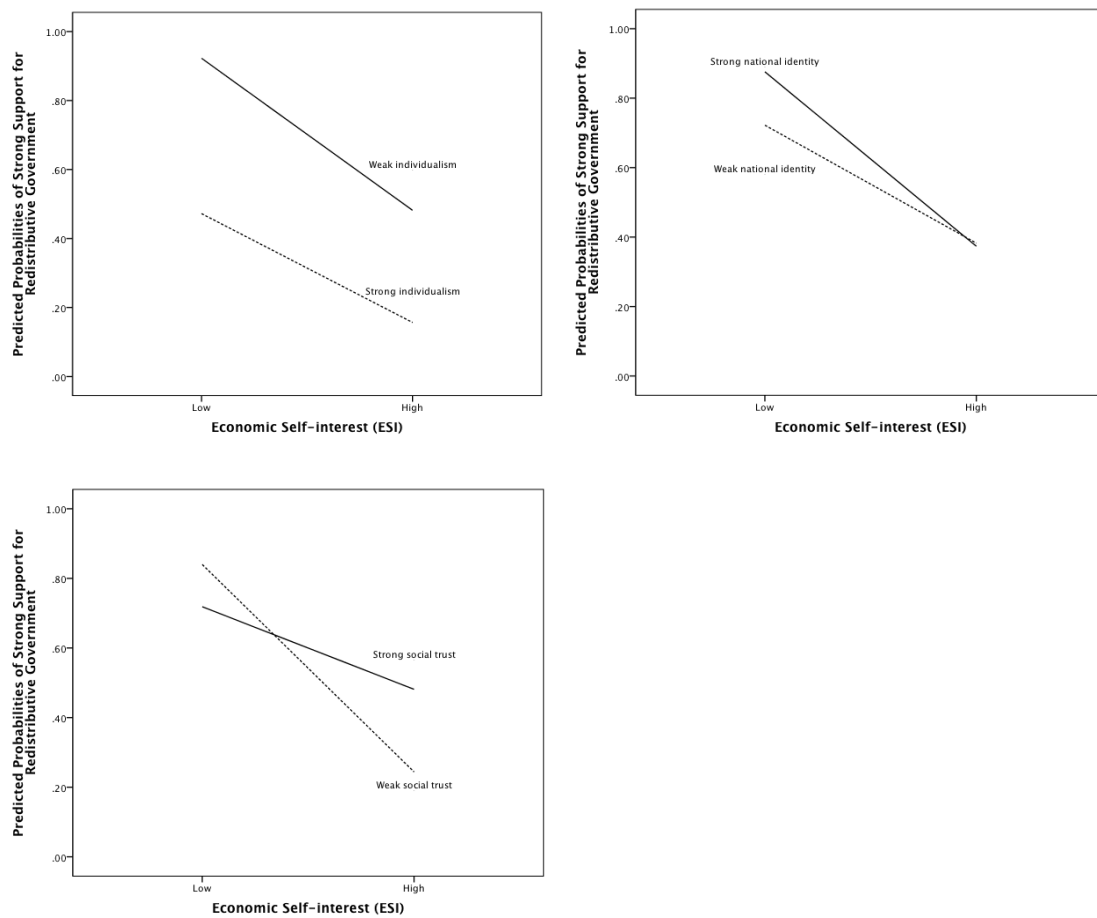 Predicted Probabilities of Strong Support for
Redistributive Government
1.00
.80
.60
.40
.20
.00
Weak individualism
Strong individualism
Low
High
Economic Self-interest (ESI)
Predicted Probabilities of Strong Support for
Redistributive Government
1.00
.80
.60
.40
.20
.00
Strong national identity
Weak national identity
Low
High
Economic Self-interest (ESI)
Predicted Probabilities of Strong Support for
Redistributive Government
1.00
.80
.60
.40
.20
.00
Strong social trust
Weak social trust
Low
High
Economic Self-interest (ESI)